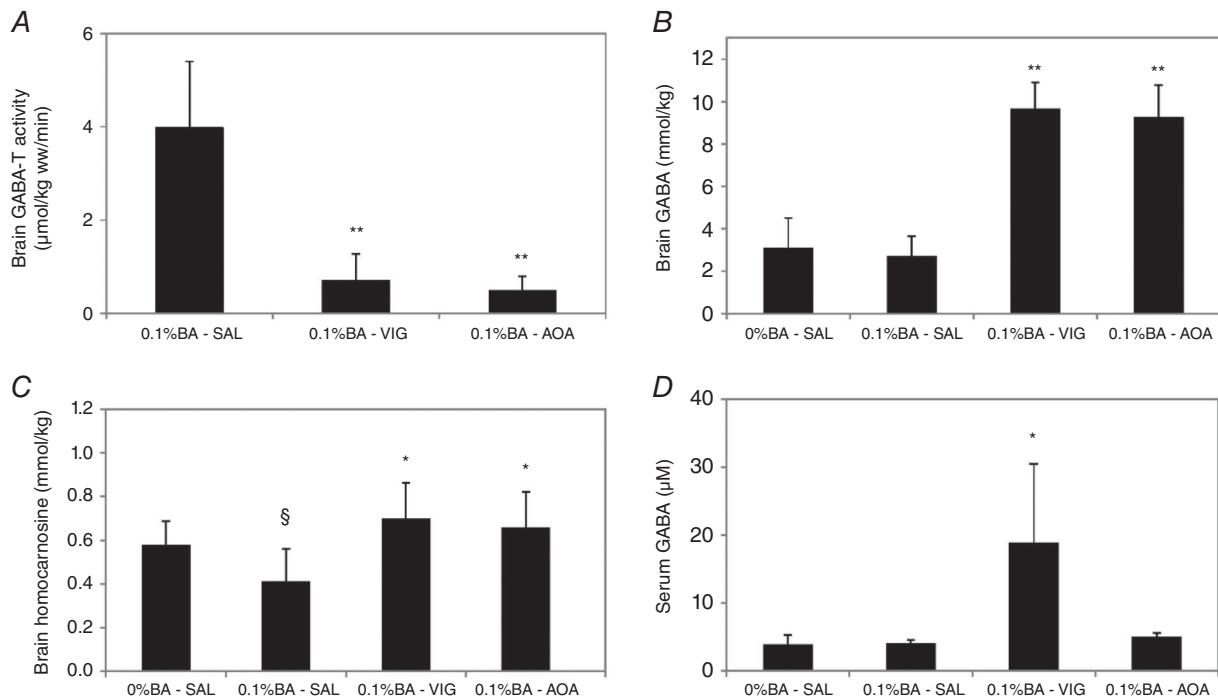 A
Brain GABA-T activity
(µmol/kg ww/min)
6
4
2
0
**
**
0.1%BA - SAL
0.1%BA - VIG
0.1%BA - AOA
B
Brain GABA (mmol/kg)
12
10
8
6
4
2
0
**
**
0%BA - SAL
0.1%BA - SAL
0.1%BA - VIG
0.1%BA - AOA
C
Brain homocarnosine (mmol/kg)
1.2
1.0
0.8
0.6
0.4
0.2
0.0
§
*
*
0%BA - SAL
0.1%BA - SAL
0.1%BA - VIG
0.1%BA - AOA
D
Serum GABA (µM)
40
30
20
10
0
*
0%BA - SAL
0.1%BA - SAL
0.1%BA - VIG
0.1%BA - AOA